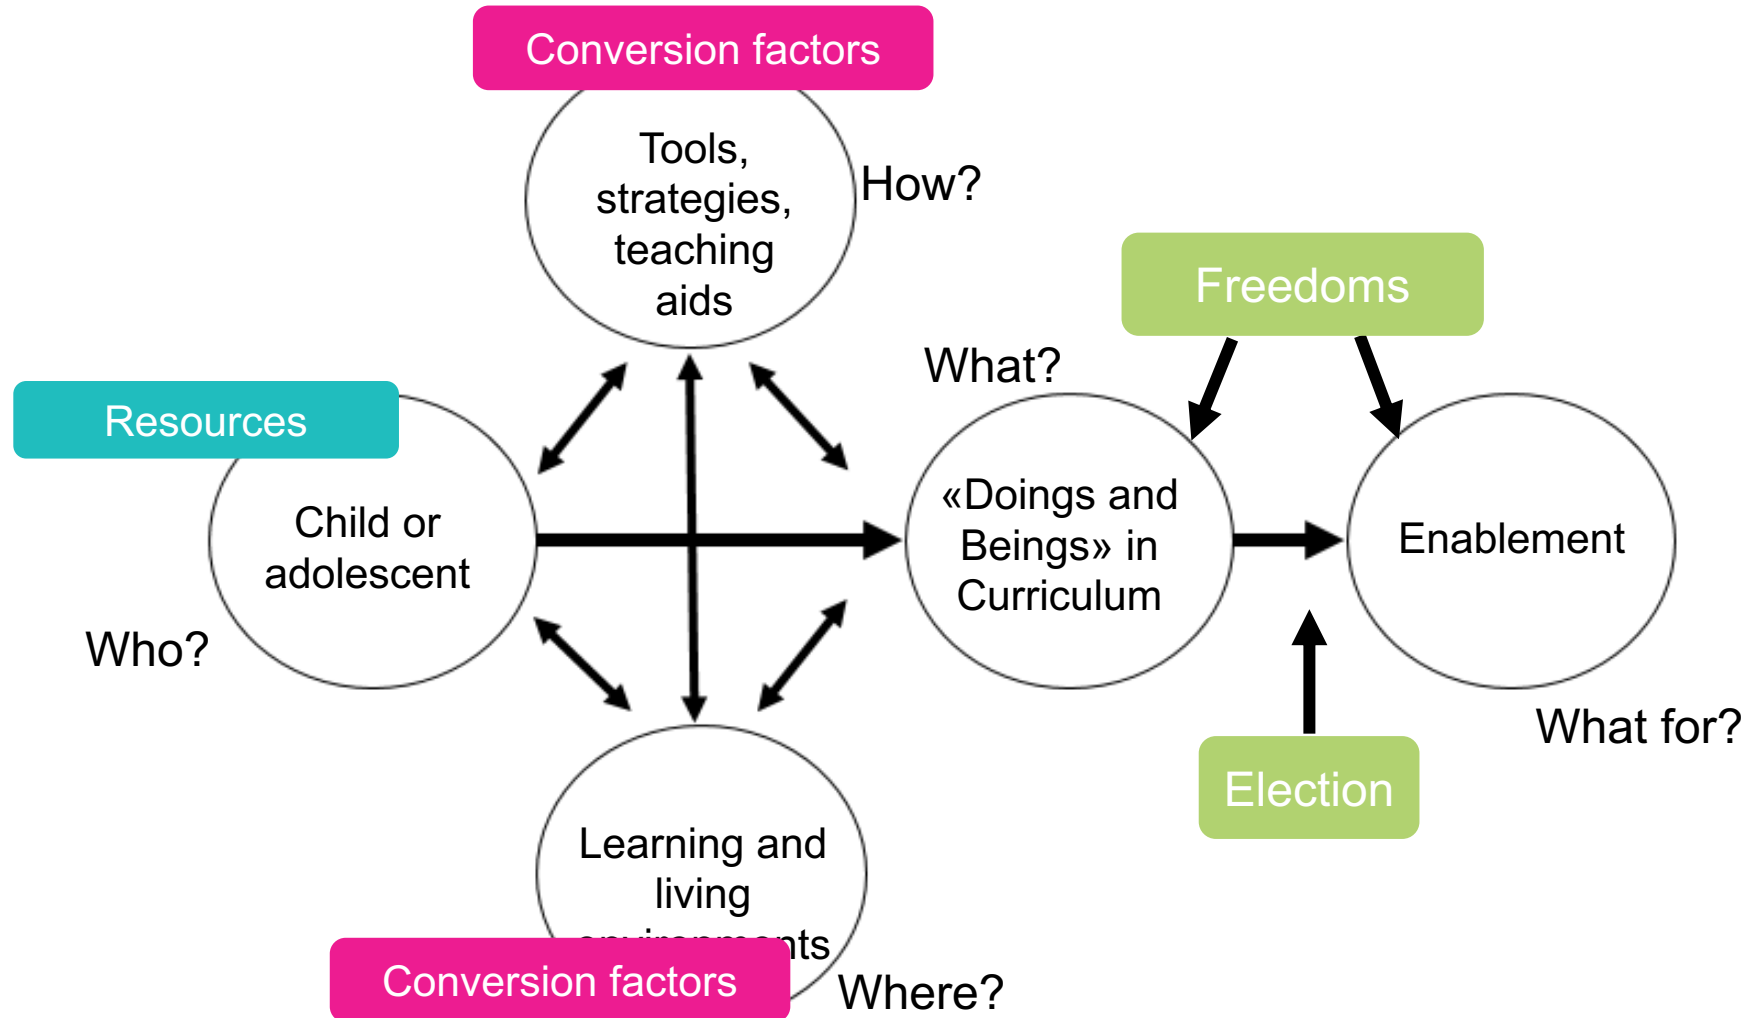 Conversion factors
Tools,
strategies,
teaching
aids
How?
Freedoms
What?
Resources
Child or
adolescent
Who?
«Doings and
Beings» in
Curriculum
Enablement
What for?
Election
Learning and
living
Conversion factors
Where?